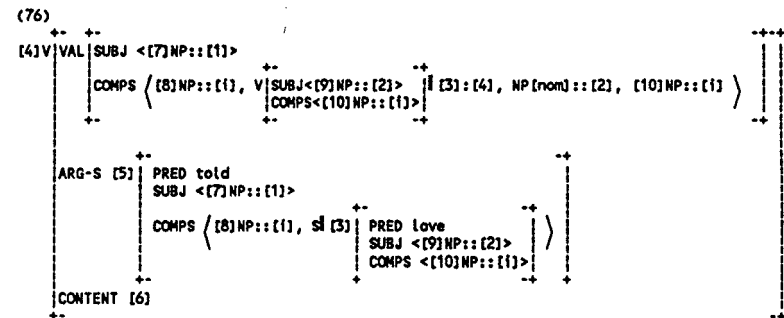 (76)
[4]V VAL SUBJ <[7]NP::[1]>
COMPS ⟨ [8]NP::[i], V SUBJ<[9]NP::[2]> [3]:[4], NP[nom]::[2], [10]NP::[i] ⟩
COMPS<[10]NP::[i]>
ARG-S [5] PRED told
SUBJ <[7]NP::[1]>
COMPS ⟨ [8]NP::[i], S [3] PRED love ⟩
SUBJ <[9]NP::[2]>
COMPS <[10]NP::[i]>
CONTENT [6]